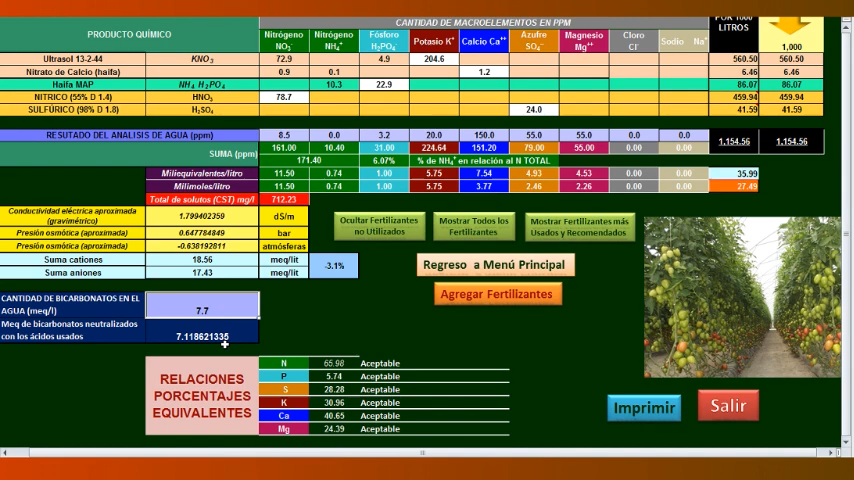 CANTIDAD DE MACROELEMENTOS EN PPM
PRODUCTO QUÍMICO Nitrógeno NO3- Nitrógeno NH4+ Fósforo H2PO4- Potasio K+ Calcio Ca++ Azufre SO4-- Magnesio Mg++ Cloro Cl- Sodio Na+ POR 1000 LITROS 1,000
Ultrasol 13-2-44 KNO3 72.9 4.9 204.6 560.50 560.50
Nitrato de Calcio (haifa) 0.9 0.1 1.2 6.46 6.46
Haifa MAP NH4 H2PO4 10.3 22.9 86.07 86.07
NITRICO (55% D 1.4) HNO3 78.7 459.94 459.94
SULFÚRICO (98% D 1.8) H2SO4 24.0 41.59 41.59
RESUTADO DEL ANALISIS DE AGUA (ppm) 8.5 0.0 3.2 20.0 150.0 55.0 55.0 0.0 0.0 1,154.56 1,154.56
SUMA (ppm) 161.00 10.40 31.00 224.64 151.20 79.00 55.00 0.00 0.00
171.40 6.07% % de NH4+ en relación al N TOTAL
Miliequivalentes/litro 11.50 0.74 1.00 5.75 7.54 4.93 4.53 0.00 0.00 35.99
Milimoles/litro 11.50 0.74 1.00 5.75 3.77 2.46 2.26 0.00 0.00 27.49
Total de solutos (CST) mg/l 712.23
Conductividad eléctrica aproximada (gravimétrico) 1.799402359 dS/m
Presión osmótica (aproximada) 0.647784849 bar
Presión osmótica (aproximada) -0.638192811 atmósferas
Suma cationes 18.56 meq/lit
Suma aniones 17.43 meq/lit
-3.1%
Ocultar Fertilizantes no Utilizados
Mostrar Todos los Fertilizantes
Mostrar Fertilizantes más Usados y Recomendados
Regreso a Menú Principal
Agregar Fertilizantes
CANTIDAD DE BICARBONATOS EN EL AGUA (meq/l) 7.7
Meq de bicarbonatos neutralizados con los ácidos usados 7.118621335
RELACIONES PORCENTAJES EQUIVALENTES
N 65.98 Aceptable
P 5.74 Aceptable
S 28.28 Aceptable
K 30.96 Aceptable
Ca 40.65 Aceptable
Mg 24.39 Aceptable
Imprimir
Salir